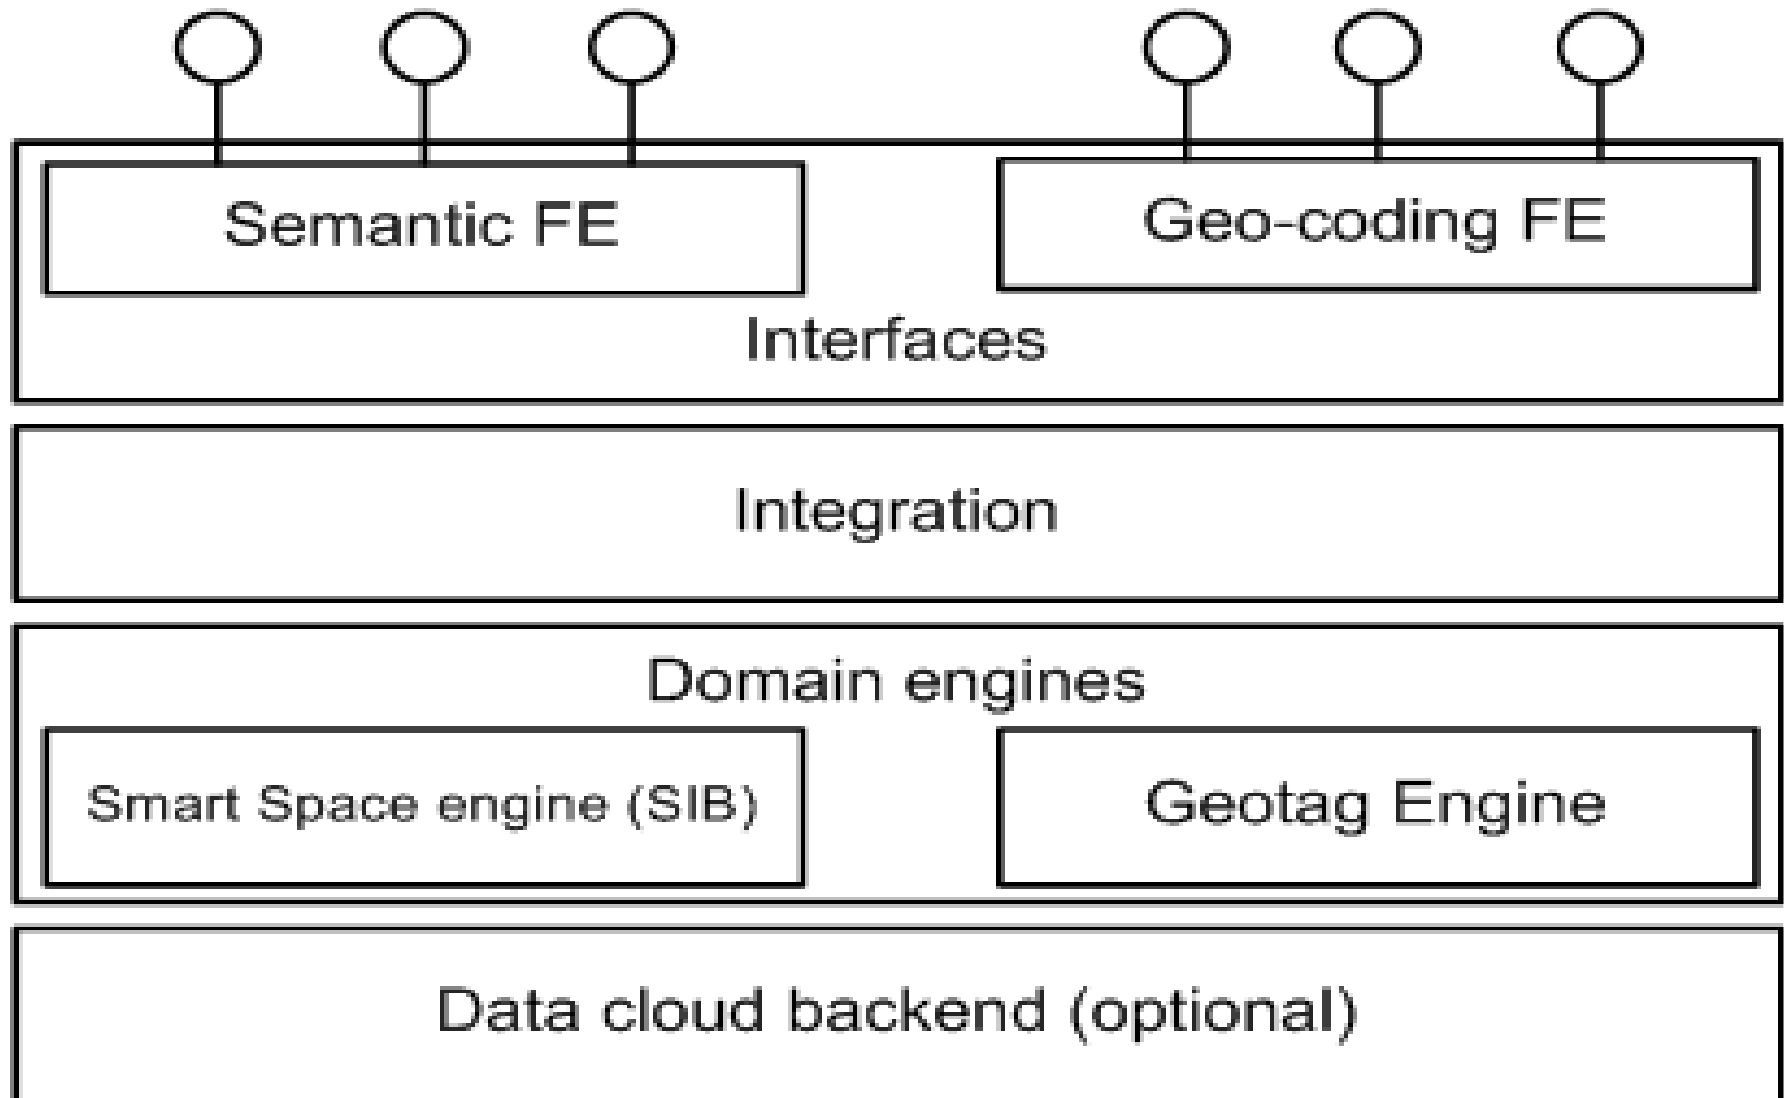 Semantic FE
Geo-coding FE
Interfaces
Integration
Domain engines
Smart Space engine (SIB)
Geotag Engine
Data cloud backend (optional)